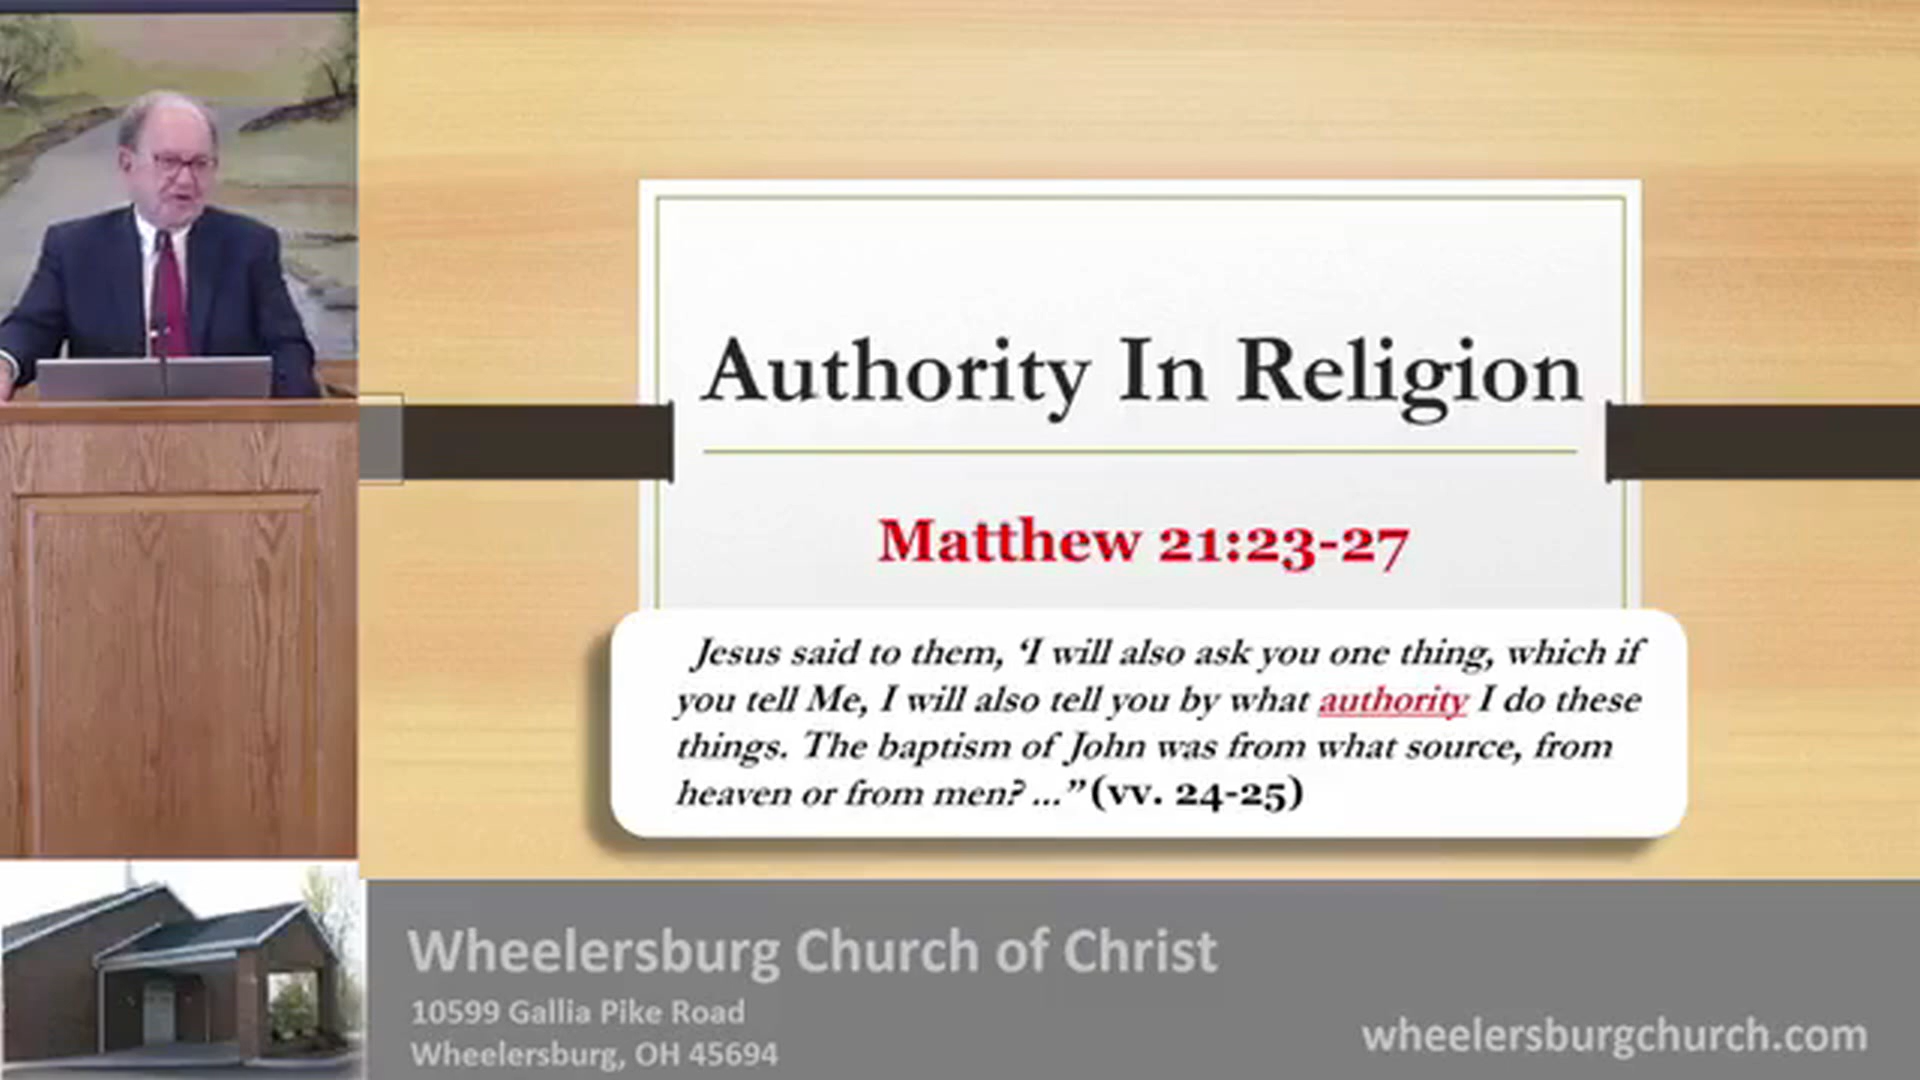 Authority In Religion
Matthew 21:23-27
Jesus said to them, ‘I will also ask you one thing, which if
you tell Me, I will also tell you by what authority I do these
things. The baptism of John was from what source, from
heaven or from men? ...” (vv. 24-25)
Wheelersburg Church of Christ
10599 Gallia Pike Road
Wheelersburg, OH 45694
wheelersburgchurch.com